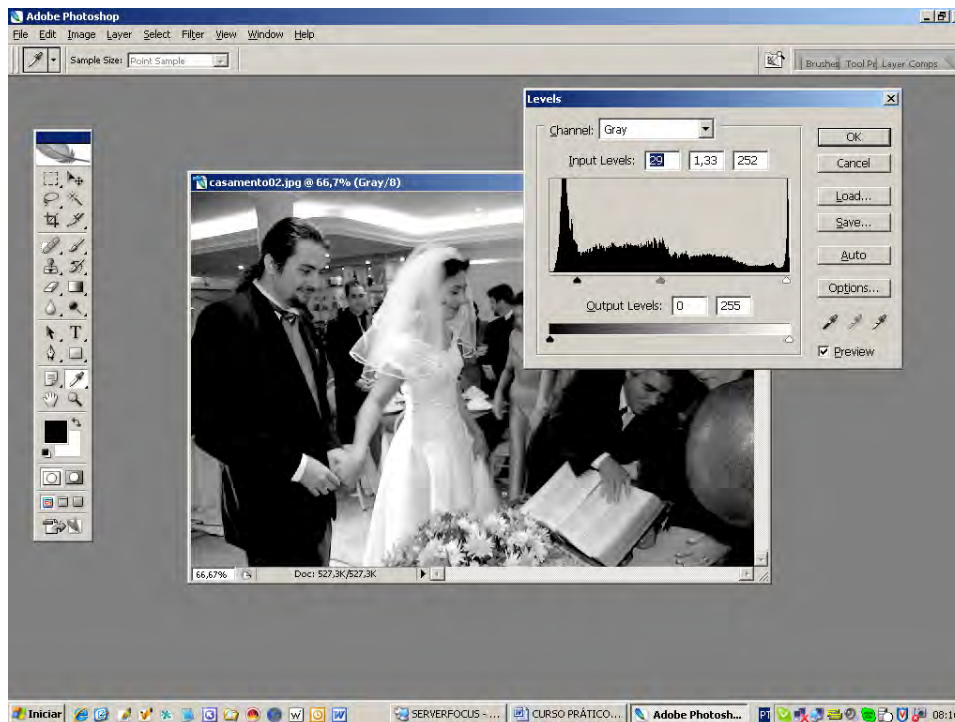 Adobe Photoshop
File Edit Image Layer Select Filter View Window Help
Sample Size: Point Sample
Brushes Tool Pr Layer Comps
Levels
Channel: Gray
OK
Input Levels: 29 1,33 252
Cancel
Load...
Save...
Auto
Options...
Output Levels: 0 255
Preview
casamento02.jpg @ 66,7% (Gray/8)
66,67% Doc: 527,3K/527,3K
Iniciar SERVERFOCUS - ... CURSO PRÁTICO... Adobe Photosh... PT